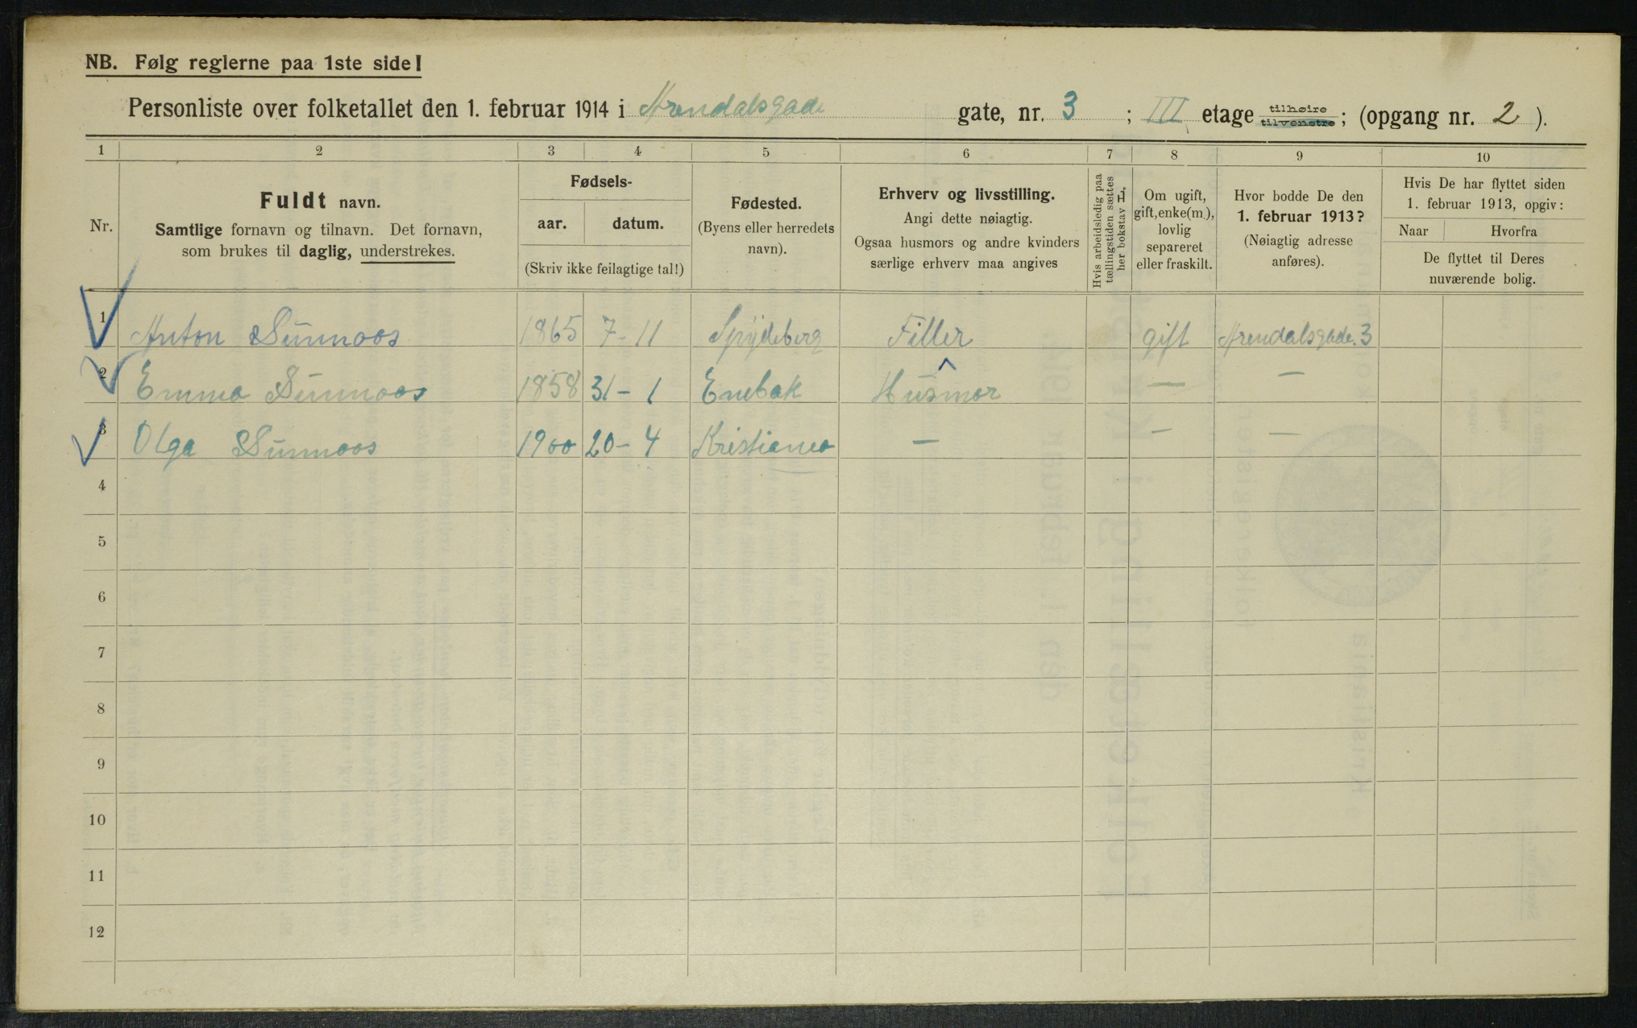 NB. Følg reglerne paa 1ste side!
Personliste over folketallet den 1. februar 1914 i Arendalsgade gate, nr. 3 ; III etage tilhøire tilvenstre; (opgang nr. 2 ).
1 2 3 4 5 6 7 8 9 10
Nr.
Fuldt navn.
Samtlige fornavn og tilnavn. Det fornavn,
som brukes til daglig, understrekes.
Fødsels-
aar. datum.
(Skriv ikke feilagtige tal!)
Fødested.
(Byens eller herredets
navn).
Erhverv og livsstilling.
Angi dette nøiagtig.
Ogsaa husmors og andre kvinders
særlige erhverv maa angives
Hvis arbeidsledig paa
tællingstiden sættes
her bokstav L,
Om ugift,
gift, enke(m.),
lovlig
separeret
eller fraskilt.
Hvor bodde De den
1. februar 1913?
(Nøiagtig adresse
anføres).
Hvis De har flyttet siden
1. februar 1913, opgiv:
Naar Hvorfra
De flyttet til Deres
nuværende bolig.
1 Anton Sunnaas 1865 7-11 Spydeberg Filler gift Arendalsgade. 3
2 Emma Sunnaas 1858 31-1 Enebak Husmor — —
3 Olga Sunnaas 1900 20-4 Kristiania — — —
4
5
6
7
8
9
10
11
12